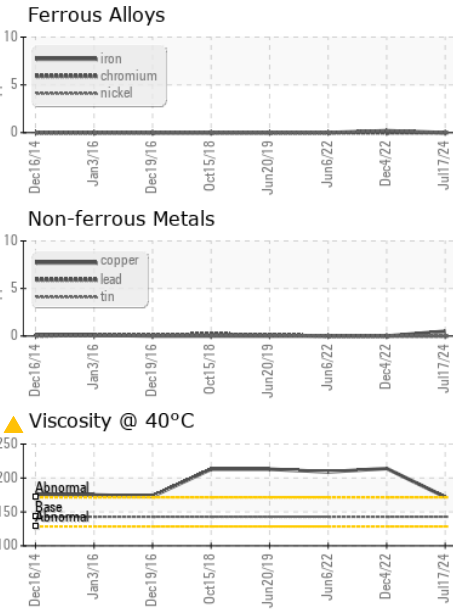 Ferrous Alloys
10
5
0
iron
chromium
nickel
Dec16/14
Jan3/16
Dec19/16
Oct15/18
Jun20/19
Jun6/22
Dec4/22
Jul17/24
Non-ferrous Metals
10
5
0
copper
lead
tin
Dec16/14
Jan3/16
Dec19/16
Oct15/18
Jun20/19
Jun6/22
Dec4/22
Jul17/24
Viscosity @ 40°C
250
200
150
100
Abnormal
Base
Abnormal
Dec16/14
Jan3/16
Dec19/16
Oct15/18
Jun20/19
Jun6/22
Dec4/22
Jul17/24